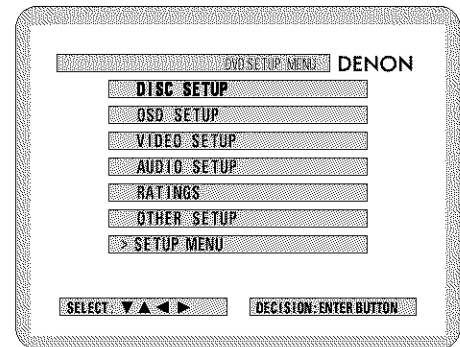 DVD SETUP MENU DENON
DISC SETUP
OSD SETUP
VIDEO SETUP
AUDIO SETUP
RATINGS
OTHER SETUP
> SETUP MENU
SELECT: ▼▲◀▶ DECISION: ENTER BUTTON